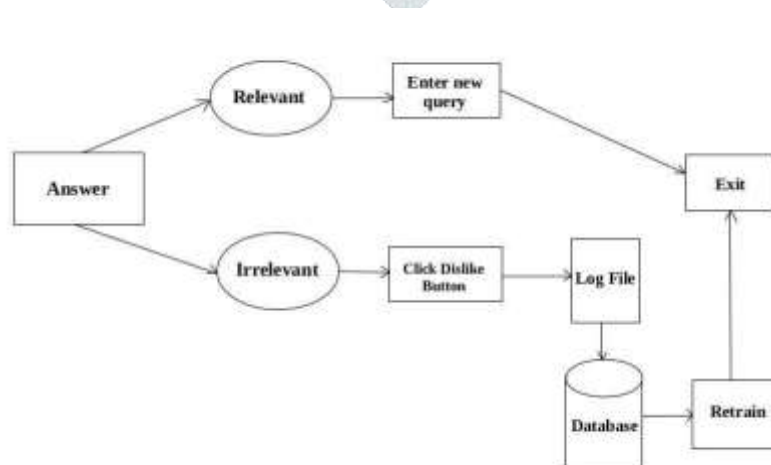 Relevant
Enter new
query
Answer
Exit
Irrelevant
Click Dislike
Button
Log File
Database
Retrain